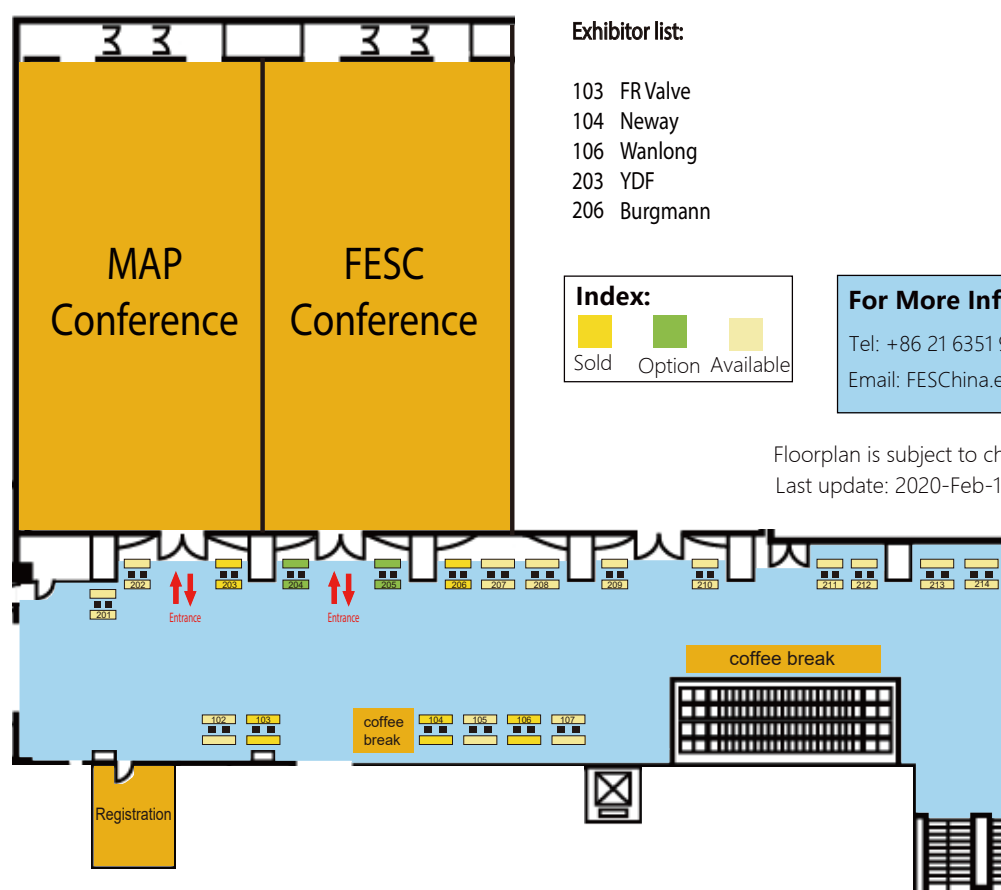 Exhibitor list:
103 FR Valve
104 Neway
106 Wanlong
203 YDF
206 Burgmann
MAP
Conference
FESC
Conference
Index:
Sold Option Available
For More Inf
Tel: +86 21 6351 9
Email: FESChina.e
Floorplan is subject to ch
Last update: 2020-Feb-1
202 203 204 205 206 207 208 209 210 211 212 213 214
201
Entrance
Entrance
coffee break
102 103
coffee
break
104 105 106 107
Registration